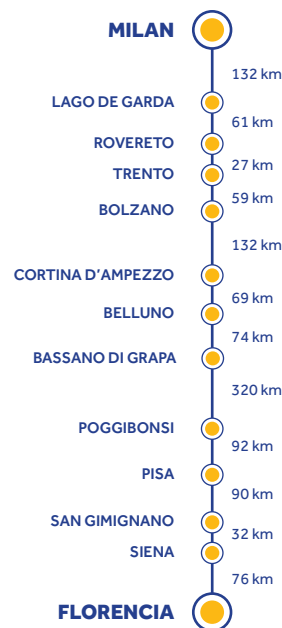 MILAN
132 km
LAGO DE GARDA
61 km
ROVERETO
27 km
TRENTO
59 km
BOLZANO
132 km
CORTINA D'AMPEZZO
69 km
BELLUNO
74 km
BASSANO DI GRAPA
320 km
POGGIBONSI
92 km
PISA
90 km
SAN GIMIGNANO
32 km
SIENA
76 km
FLORENCIA